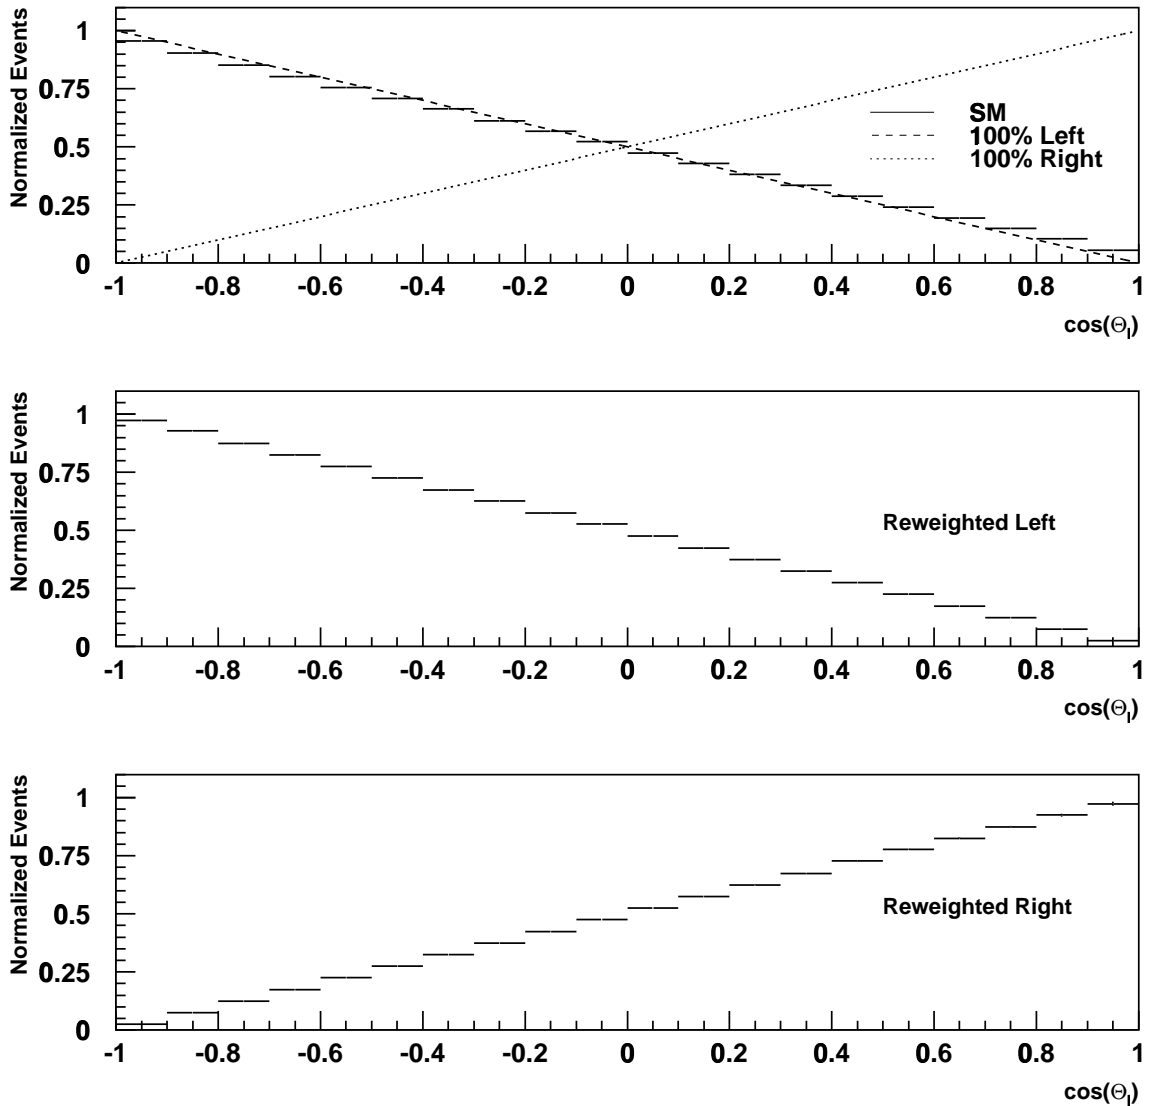 Normalized Events
1
0.75
0.5
0.25
0
-1 -0.8 -0.6 -0.4 -0.2 0 0.2 0.4 0.6 0.8 1
cos(Θl)
SM
100% Left
100% Right
Normalized Events
1
0.75
0.5
0.25
0
-1 -0.8 -0.6 -0.4 -0.2 0 0.2 0.4 0.6 0.8 1
cos(Θl)
Reweighted Left
Normalized Events
1
0.75
0.5
0.25
0
-1 -0.8 -0.6 -0.4 -0.2 0 0.2 0.4 0.6 0.8 1
cos(Θl)
Reweighted Right